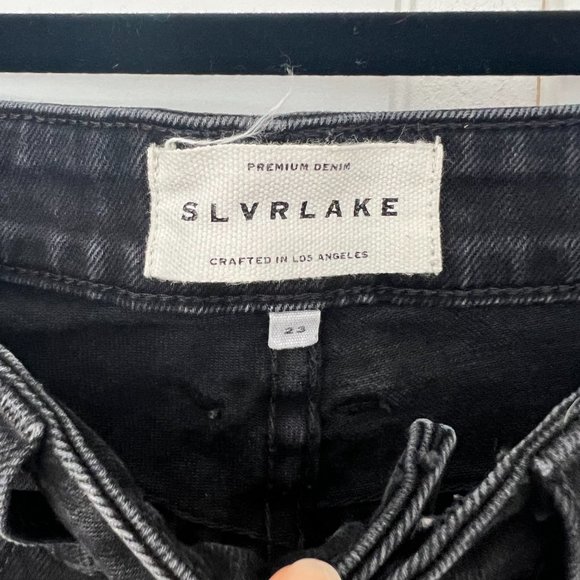 PREMIUM DENIM
SLVRLAKE
CRAFTED IN LOS ANGELES
23